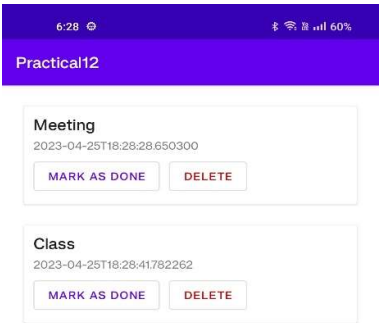 6:28 60%
Practical12
Meeting
2023-04-25T18:28:28.650300
MARK AS DONE DELETE
Class
2023-04-25T18:28:41.782262
MARK AS DONE DELETE